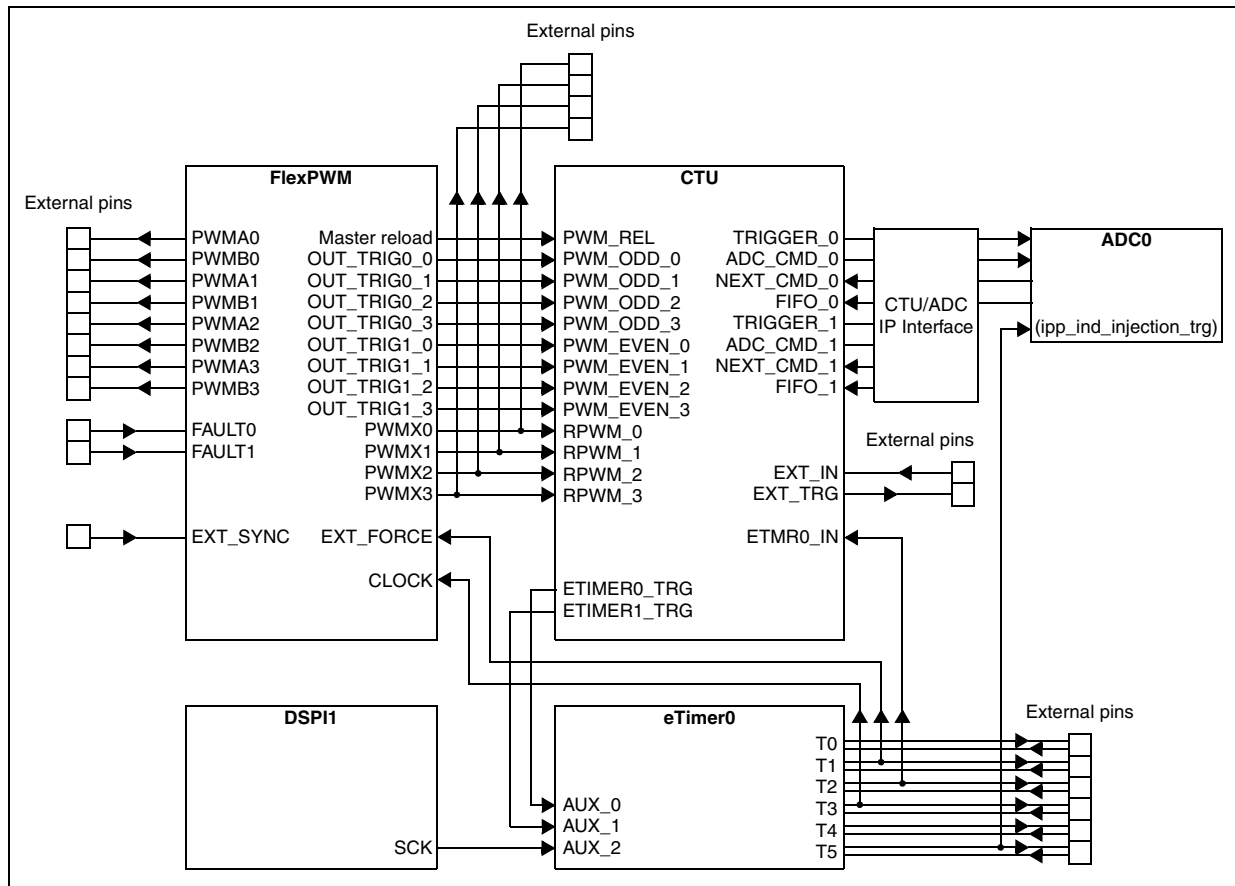 External pins
FlexPWM
CTU
External pins
PWMA0
PWMB0
PWMA1
PWMB1
PWMA2
PWMB2
PWMA3
PWMB3
FAULT0
FAULT1
EXT_SYNC
Master reload
OUT_TRIG0_0
OUT_TRIG0_1
OUT_TRIG0_2
OUT_TRIG0_3
OUT_TRIG1_0
OUT_TRIG1_1
OUT_TRIG1_2
OUT_TRIG1_3
PWMX0
PWMX1
PWMX2
PWMX3
EXT_FORCE
CLOCK
PWM_REL
PWM_ODD_0
PWM_ODD_1
PWM_ODD_2
PWM_ODD_3
PWM_EVEN_0
PWM_EVEN_1
PWM_EVEN_2
PWM_EVEN_3
RPWM_0
RPWM_1
RPWM_2
RPWM_3
ETIMER0_TRG
ETIMER1_TRG
TRIGGER_0
ADC_CMD_0
NEXT_CMD_0
FIFO_0
TRIGGER_1
ADC_CMD_1
NEXT_CMD_1
FIFO_1
EXT_IN
EXT_TRG
ETMR0_IN
CTU/ADC
IP Interface
ADC0
(ipp_ind_injection_trg)
External pins
DSPI1
SCK
eTimer0
AUX_0
AUX_1
AUX_2
T0
T1
T2
T3
T4
T5
External pins